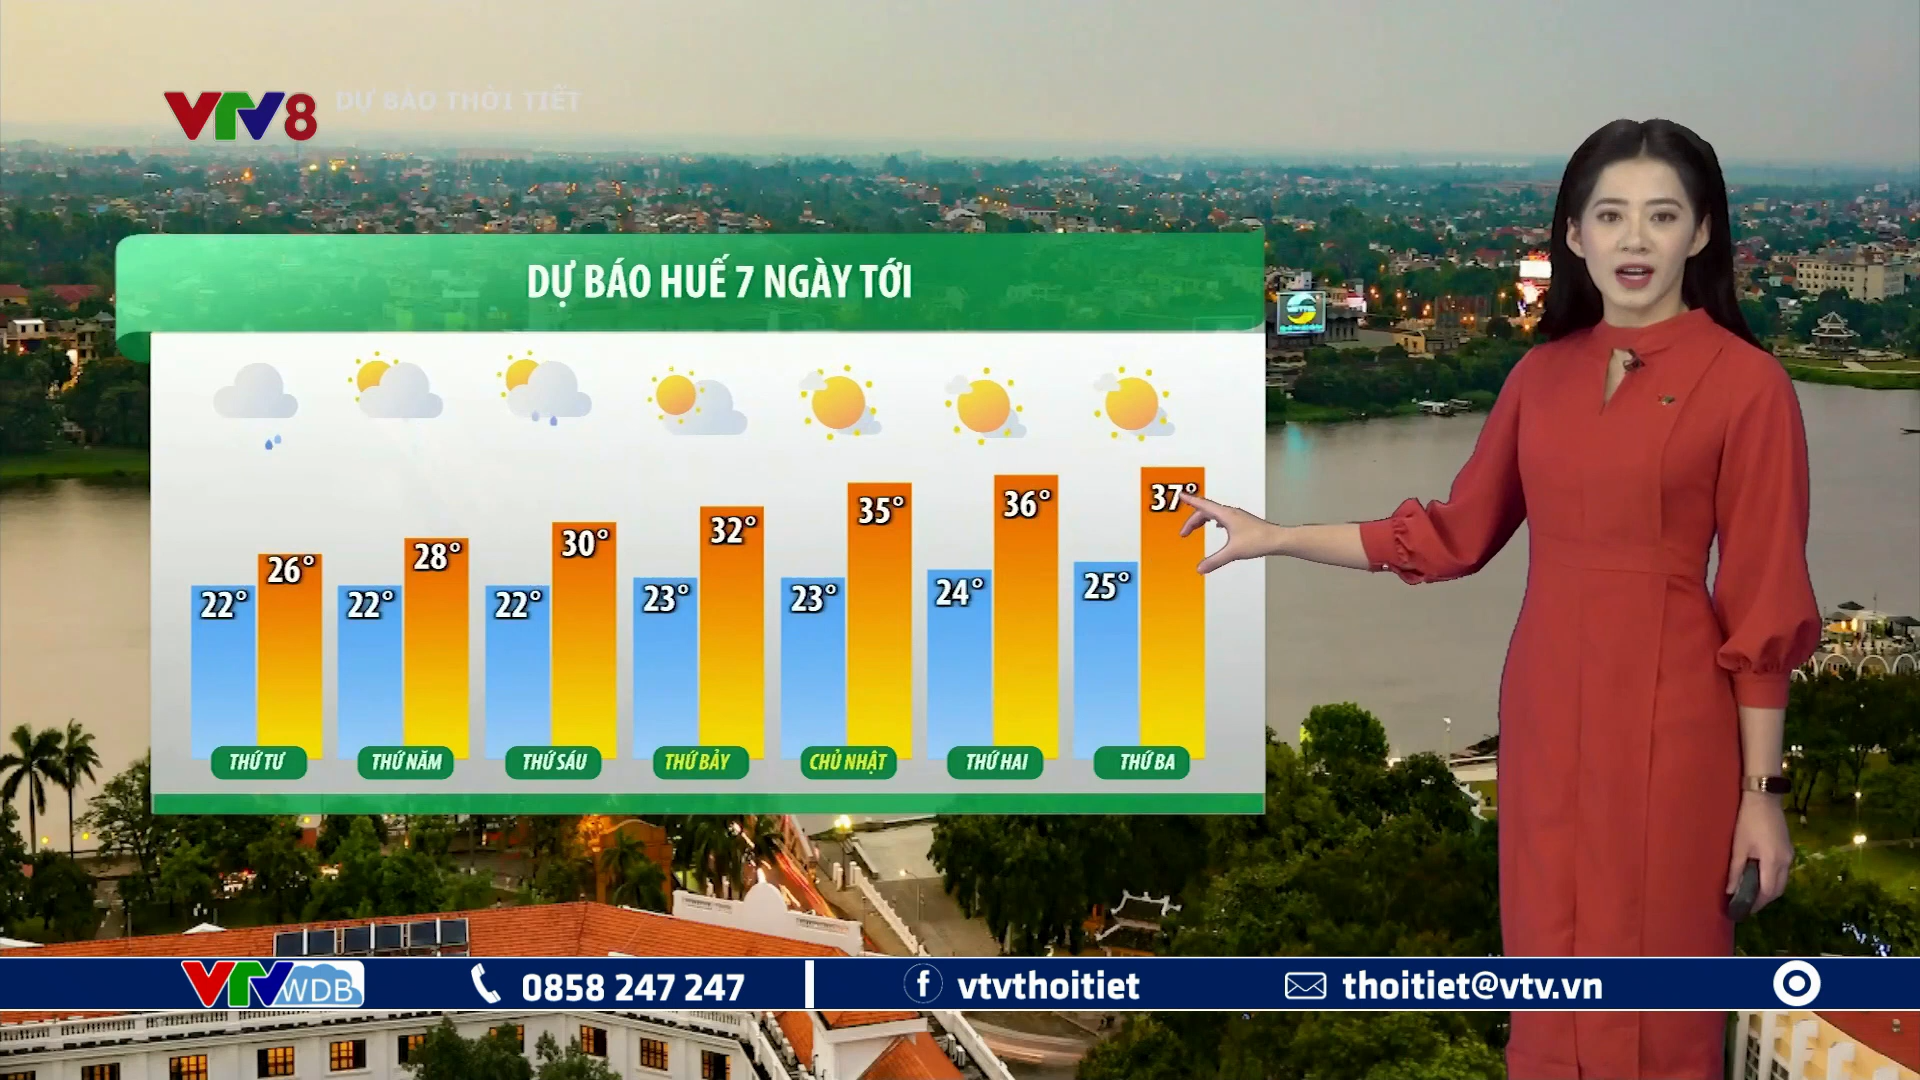 VTV8 DỰ BÁO THỜI TIẾT
DỰ BÁO HUẾ 7 NGÀY TỚI
VIETTEL
26° 28° 30° 32° 35° 36° 37°
22° 22° 22° 23° 23° 24° 25°
THỨ TƯ THỨ NĂM THỨ SÁU THỨ BẢY CHỦ NHẬT THỨ HAI THỨ BA
VTV WDB 0858 247 247 vtvthoitiet thoitiet@vtv.vn